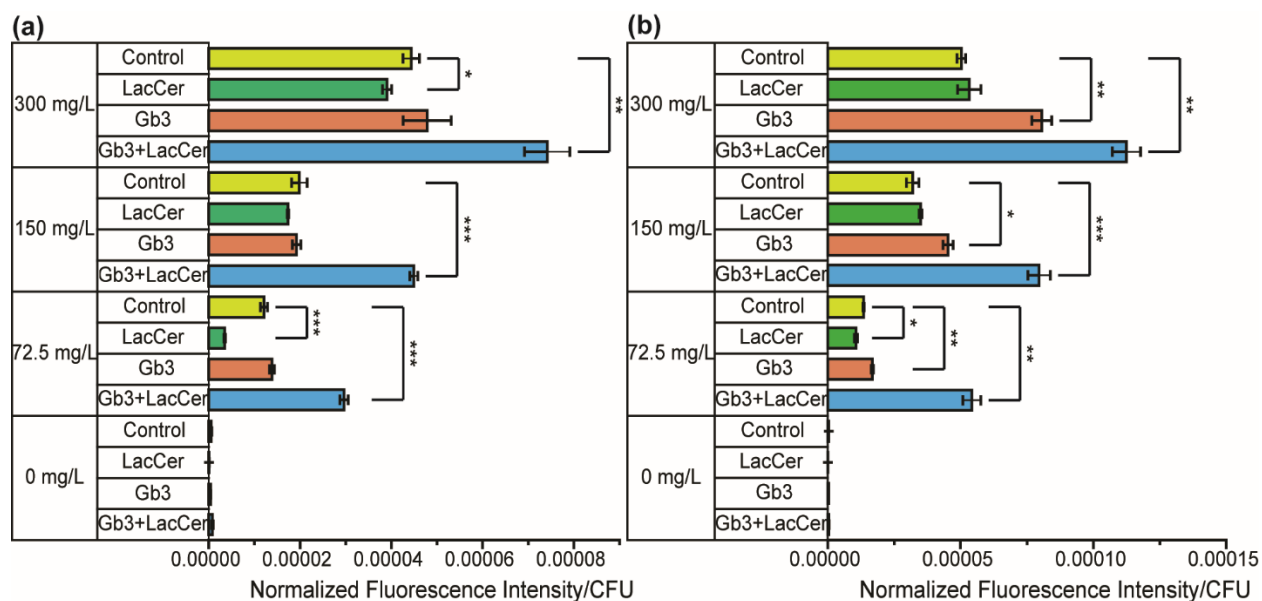 (a)
300 mg/L
Control
LacCer
Gb3
Gb3+LacCer
*
**
150 mg/L
Control
LacCer
Gb3
Gb3+LacCer
***
72.5 mg/L
Control
LacCer
Gb3
Gb3+LacCer
***
***
0 mg/L
Control
LacCer
Gb3
Gb3+LacCer
0.00000 0.00002 0.00004 0.00006 0.00008
Normalized Fluorescence Intensity/CFU
(b)
300 mg/L
Control
LacCer
Gb3
Gb3+LacCer
**
**
150 mg/L
Control
LacCer
Gb3
Gb3+LacCer
*
***
72.5 mg/L
Control
LacCer
Gb3
Gb3+LacCer
*
**
**
0 mg/L
Control
LacCer
Gb3
Gb3+LacCer
0.00000 0.00005 0.00010 0.00015
Normalized Fluorescence Intensity/CFU